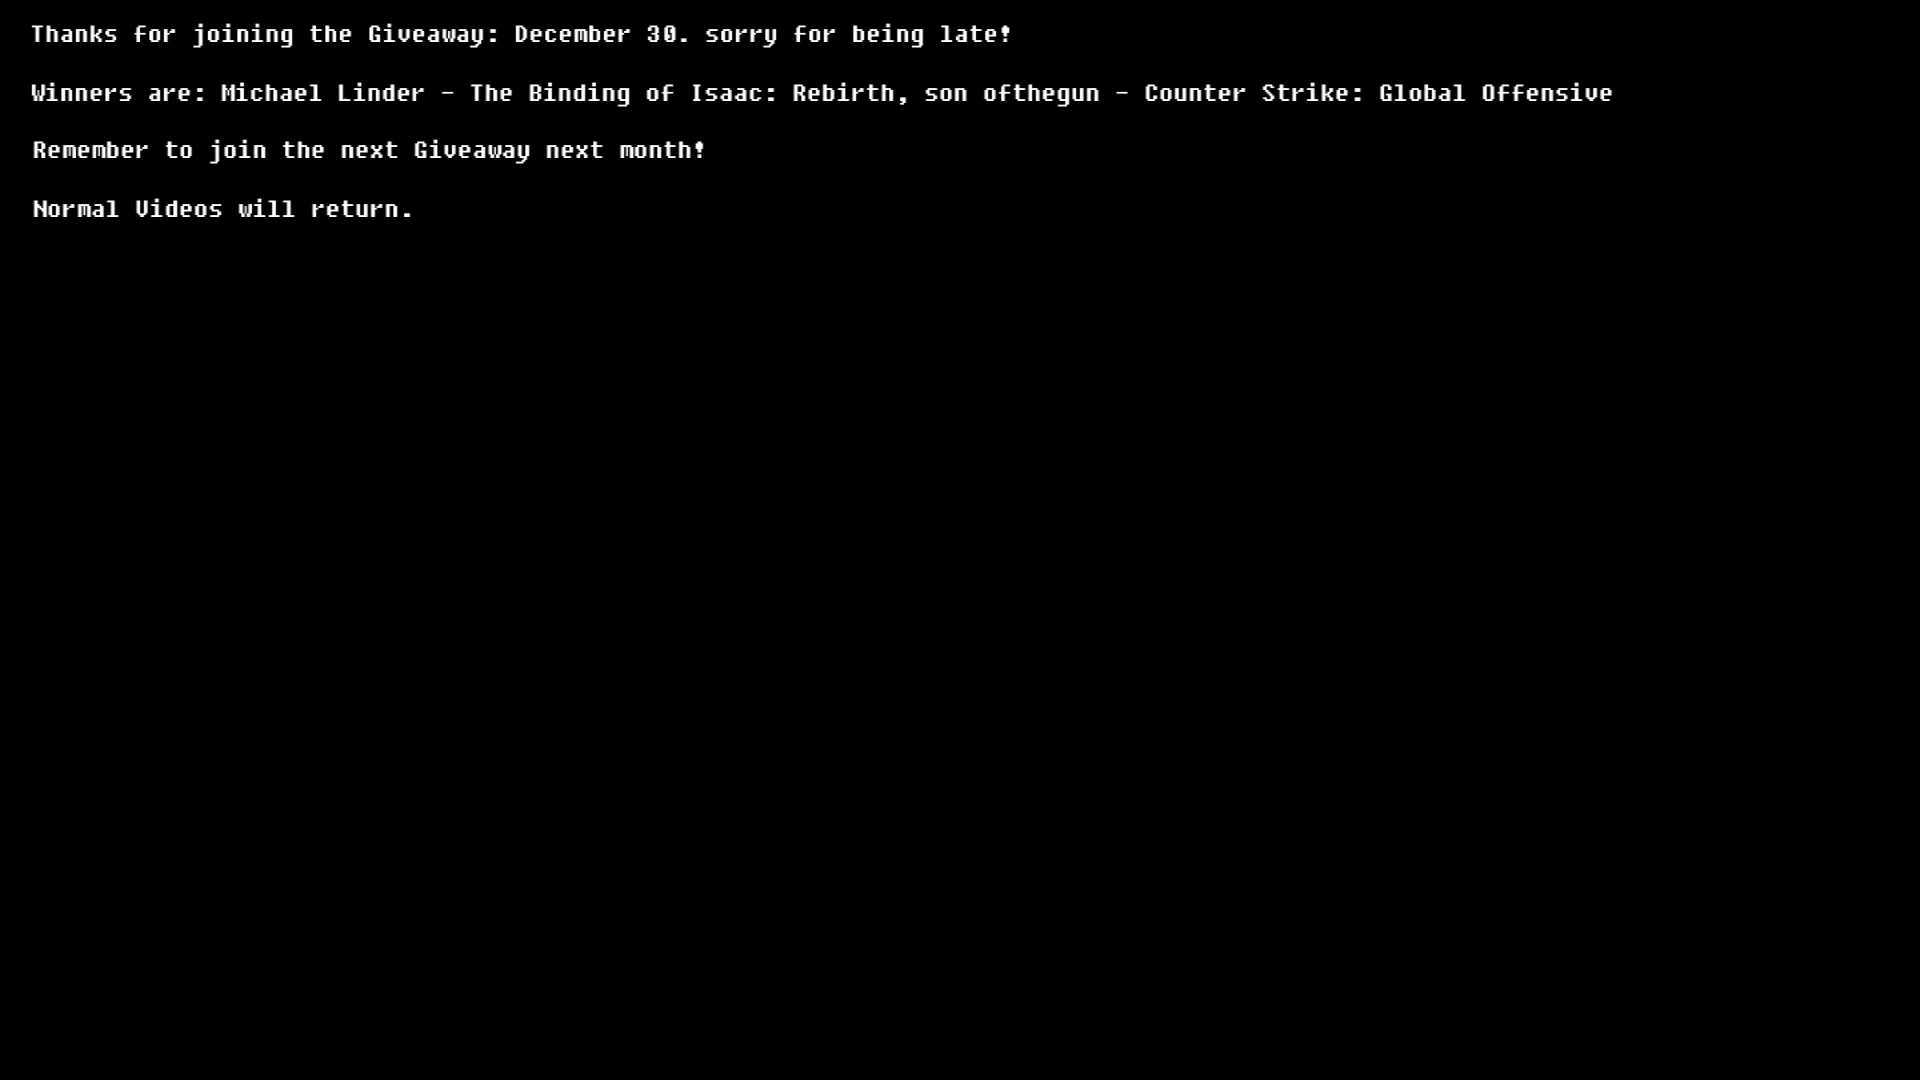 Thanks for joining the Giveaway: December 30. sorry for being late!
Winners are: Michael Linder - The Binding of Isaac: Rebirth, son ofthegun - Counter Strike: Global Offensive
Remember to join the next Giveaway next month!
Normal Videos will return.